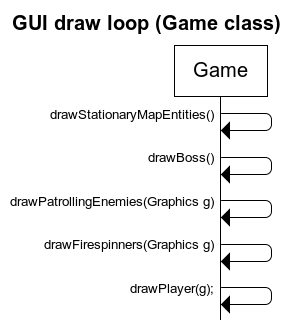 GUI draw loop (Game class)
Game
drawStationaryMapEntities()
drawBoss()
drawPatrollingEnemies(Graphics g)
drawFirespinners(Graphics g)
drawPlayer(g);